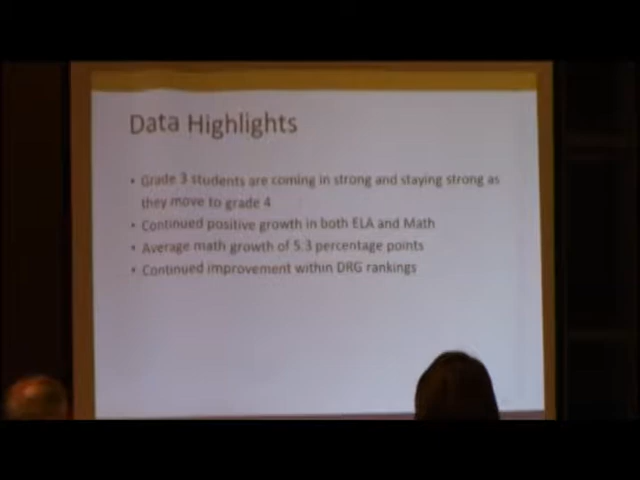 Data Highlights
• Grade 3 students are coming in strong and staying strong as
they move to grade 4
• Continued positive growth in both ELA and Math
• Average math growth of 5.3 percentage points
• Continued improvement within DRG rankings